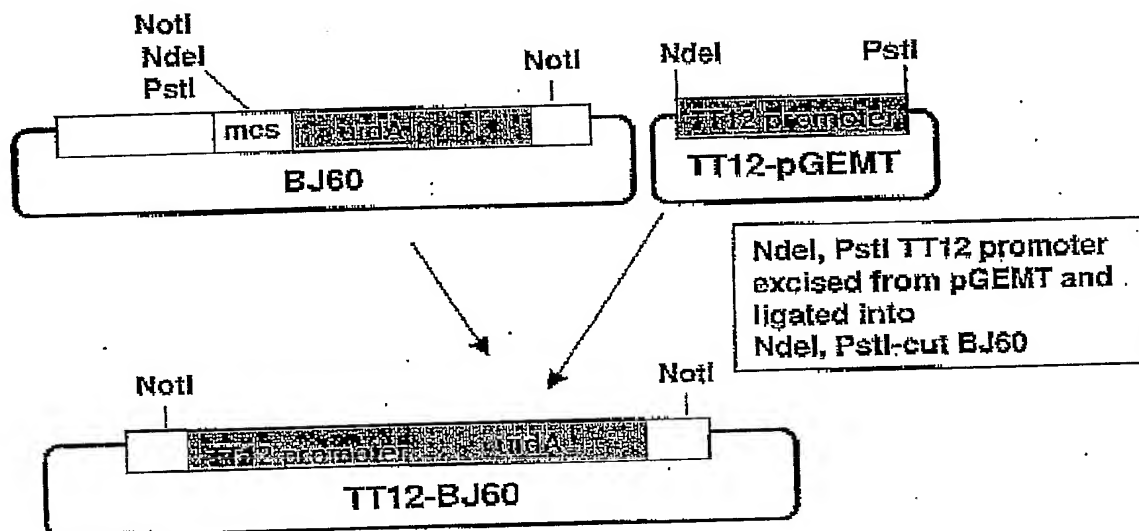 NotI
NdeI
PstI
NotI
NdeI
PstI
mcs
TT12 promoter
BJ60
TT12-pGEMT
NdeI, PstI TT12 promoter
excised from pGEMT and
ligated into
NdeI, PstI-cut BJ60
NotI
NotI
TT12 promoter
TT12-BJ60